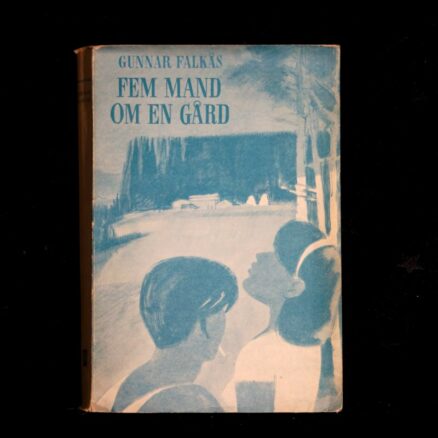 GUNNAR FALKÅS
FEM MAND
OM EN GÅRD